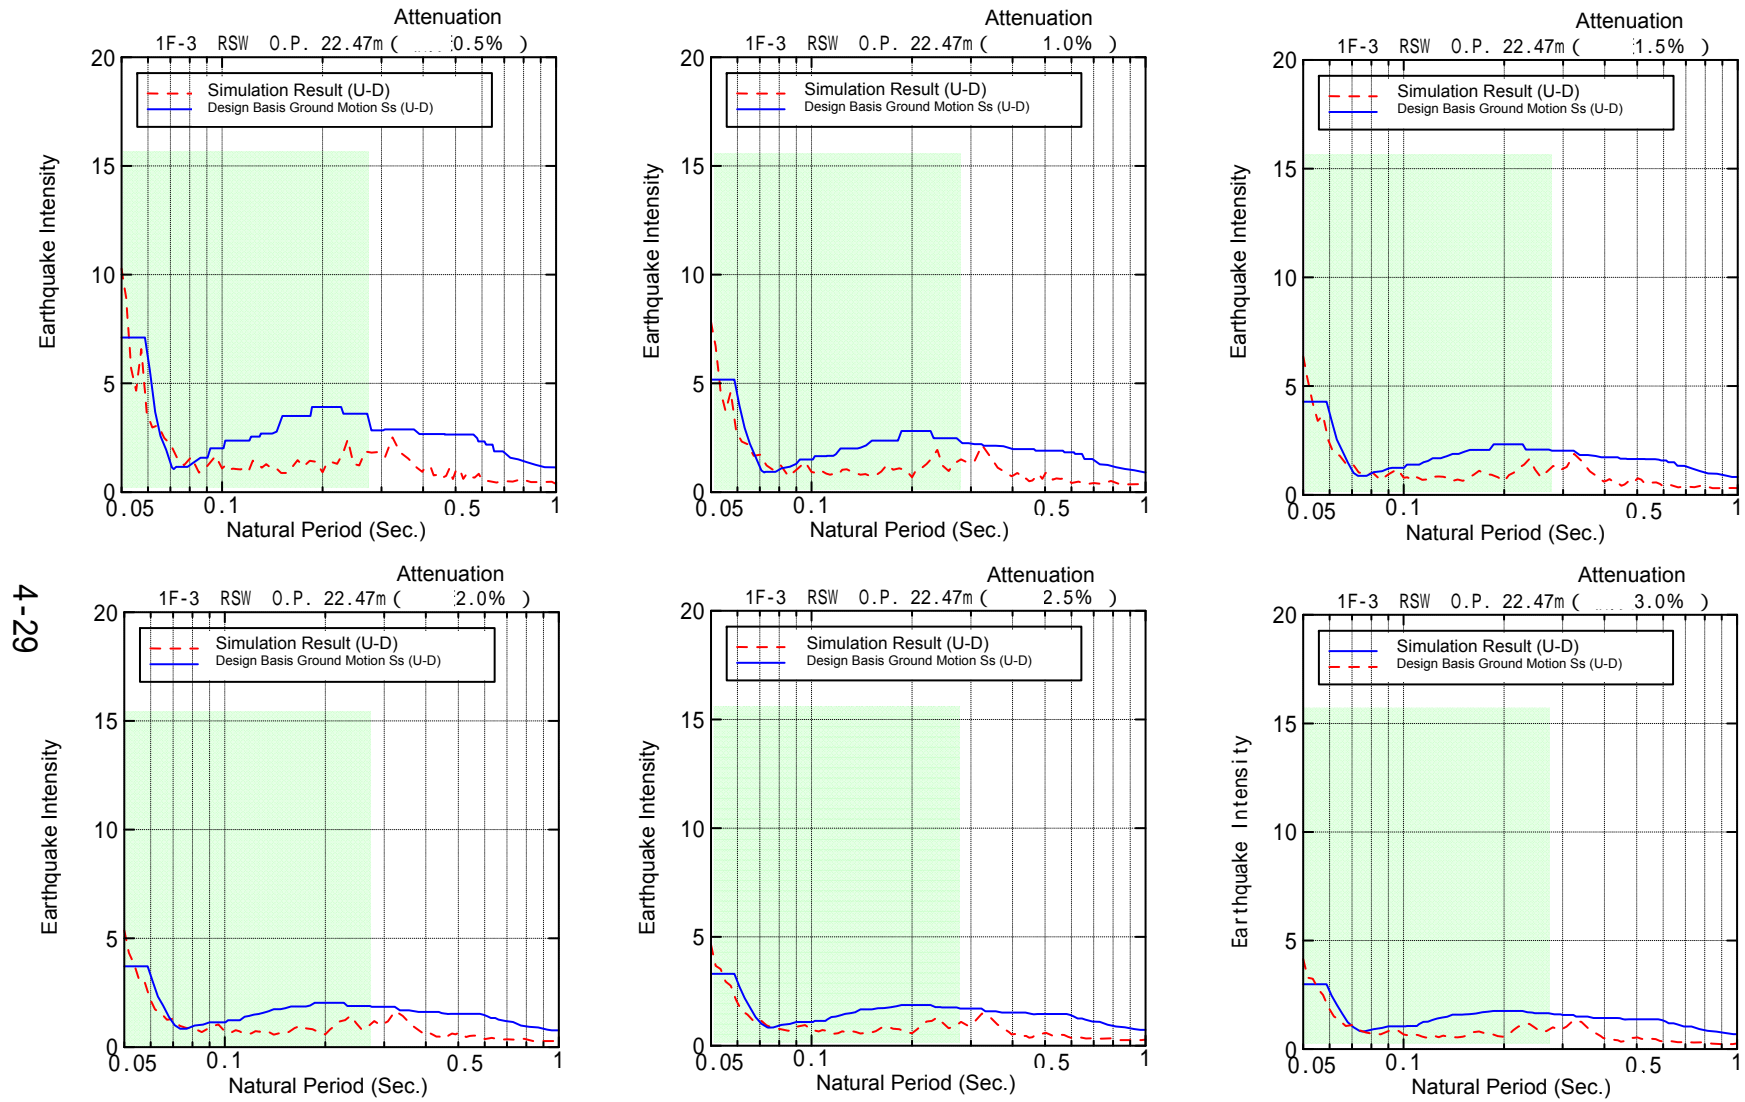 Attenuation
1F-3 RSW O.P. 22.47m ( 0.5% )
20
15
10
5
0
Earthquake Intensity
Simulation Result (U-D)
Design Basis Ground Motion Ss (U-D)
0.05 0.1 0.5 1
Natural Period (Sec.)
Attenuation
1F-3 RSW O.P. 22.47m ( 1.0% )
20
15
10
5
0
Earthquake Intensity
Simulation Result (U-D)
Design Basis Ground Motion Ss (U-D)
0.05 0.1 0.5 1
Natural Period (Sec.)
Attenuation
1F-3 RSW O.P. 22.47m ( 1.5% )
20
15
10
5
0
Earthquake Intensity
Simulation Result (U-D)
Design Basis Ground Motion Ss (U-D)
0.05 0.1 0.5 1
Natural Period (Sec.)
4-29
Attenuation
1F-3 RSW O.P. 22.47m ( 2.0% )
20
15
10
5
0
Earthquake Intensity
Simulation Result (U-D)
Design Basis Ground Motion Ss (U-D)
0.05 0.1 0.5 1
Natural Period (Sec.)
Attenuation
1F-3 RSW O.P. 22.47m ( 2.5% )
20
15
10
5
0
Earthquake Intensity
Simulation Result (U-D)
Design Basis Ground Motion Ss (U-D)
0.05 0.1 0.5 1
Natural Period (Sec.)
Attenuation
1F-3 RSW O.P. 22.47m ( 3.0% )
20
15
10
5
0
Earthquake Intensity
Simulation Result (U-D)
Design Basis Ground Motion Ss (U-D)
0.05 0.1 0.5 1
Natural Period (Sec.)